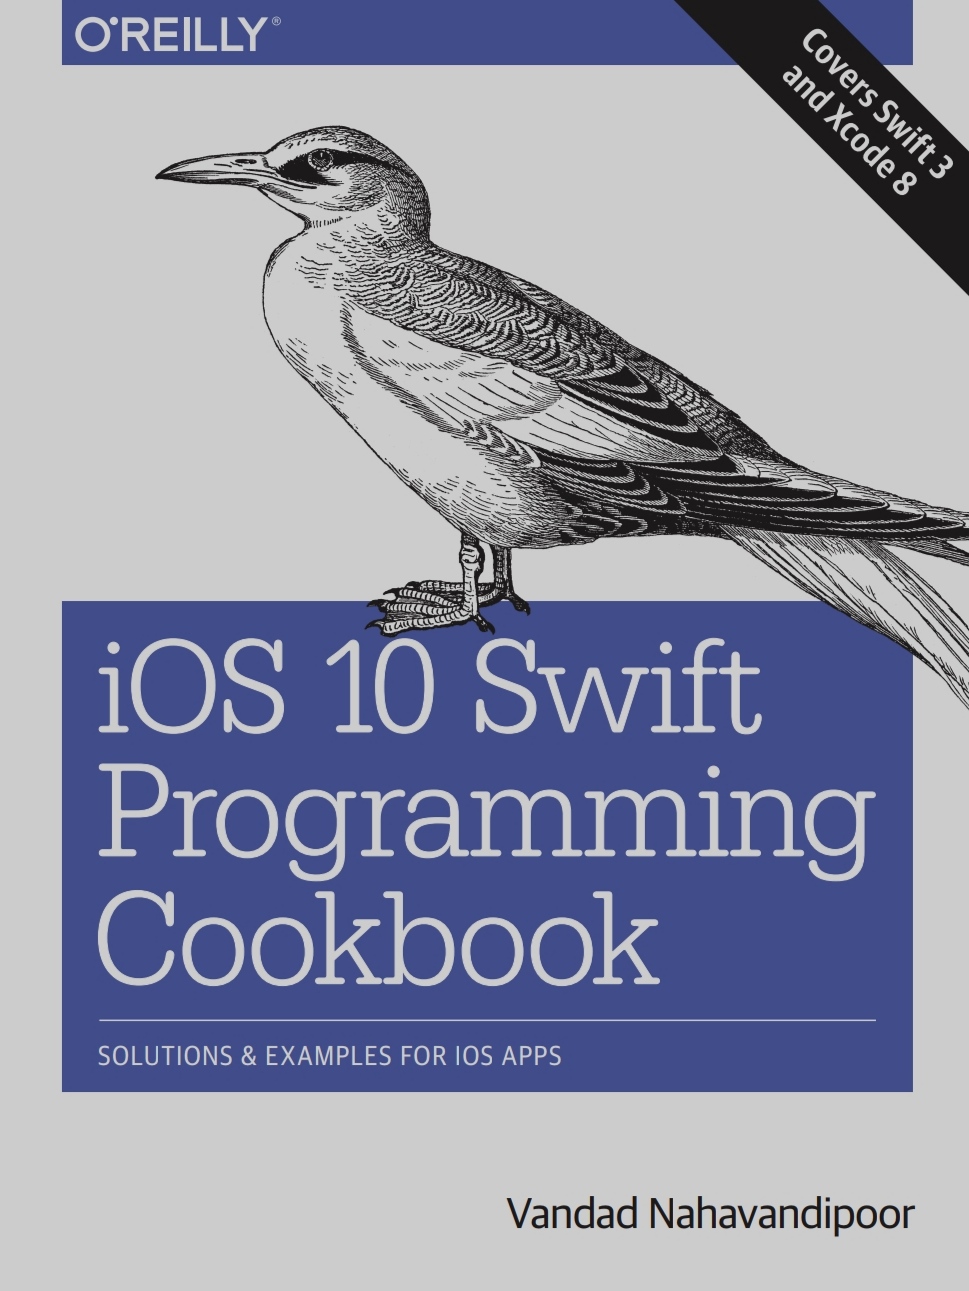 O'REILLY®
Covers Swift 3
and Xcode 8
iOS 10 Swift
Programming
Cookbook
SOLUTIONS & EXAMPLES FOR IOS APPS
Vandad Nahavandipoor